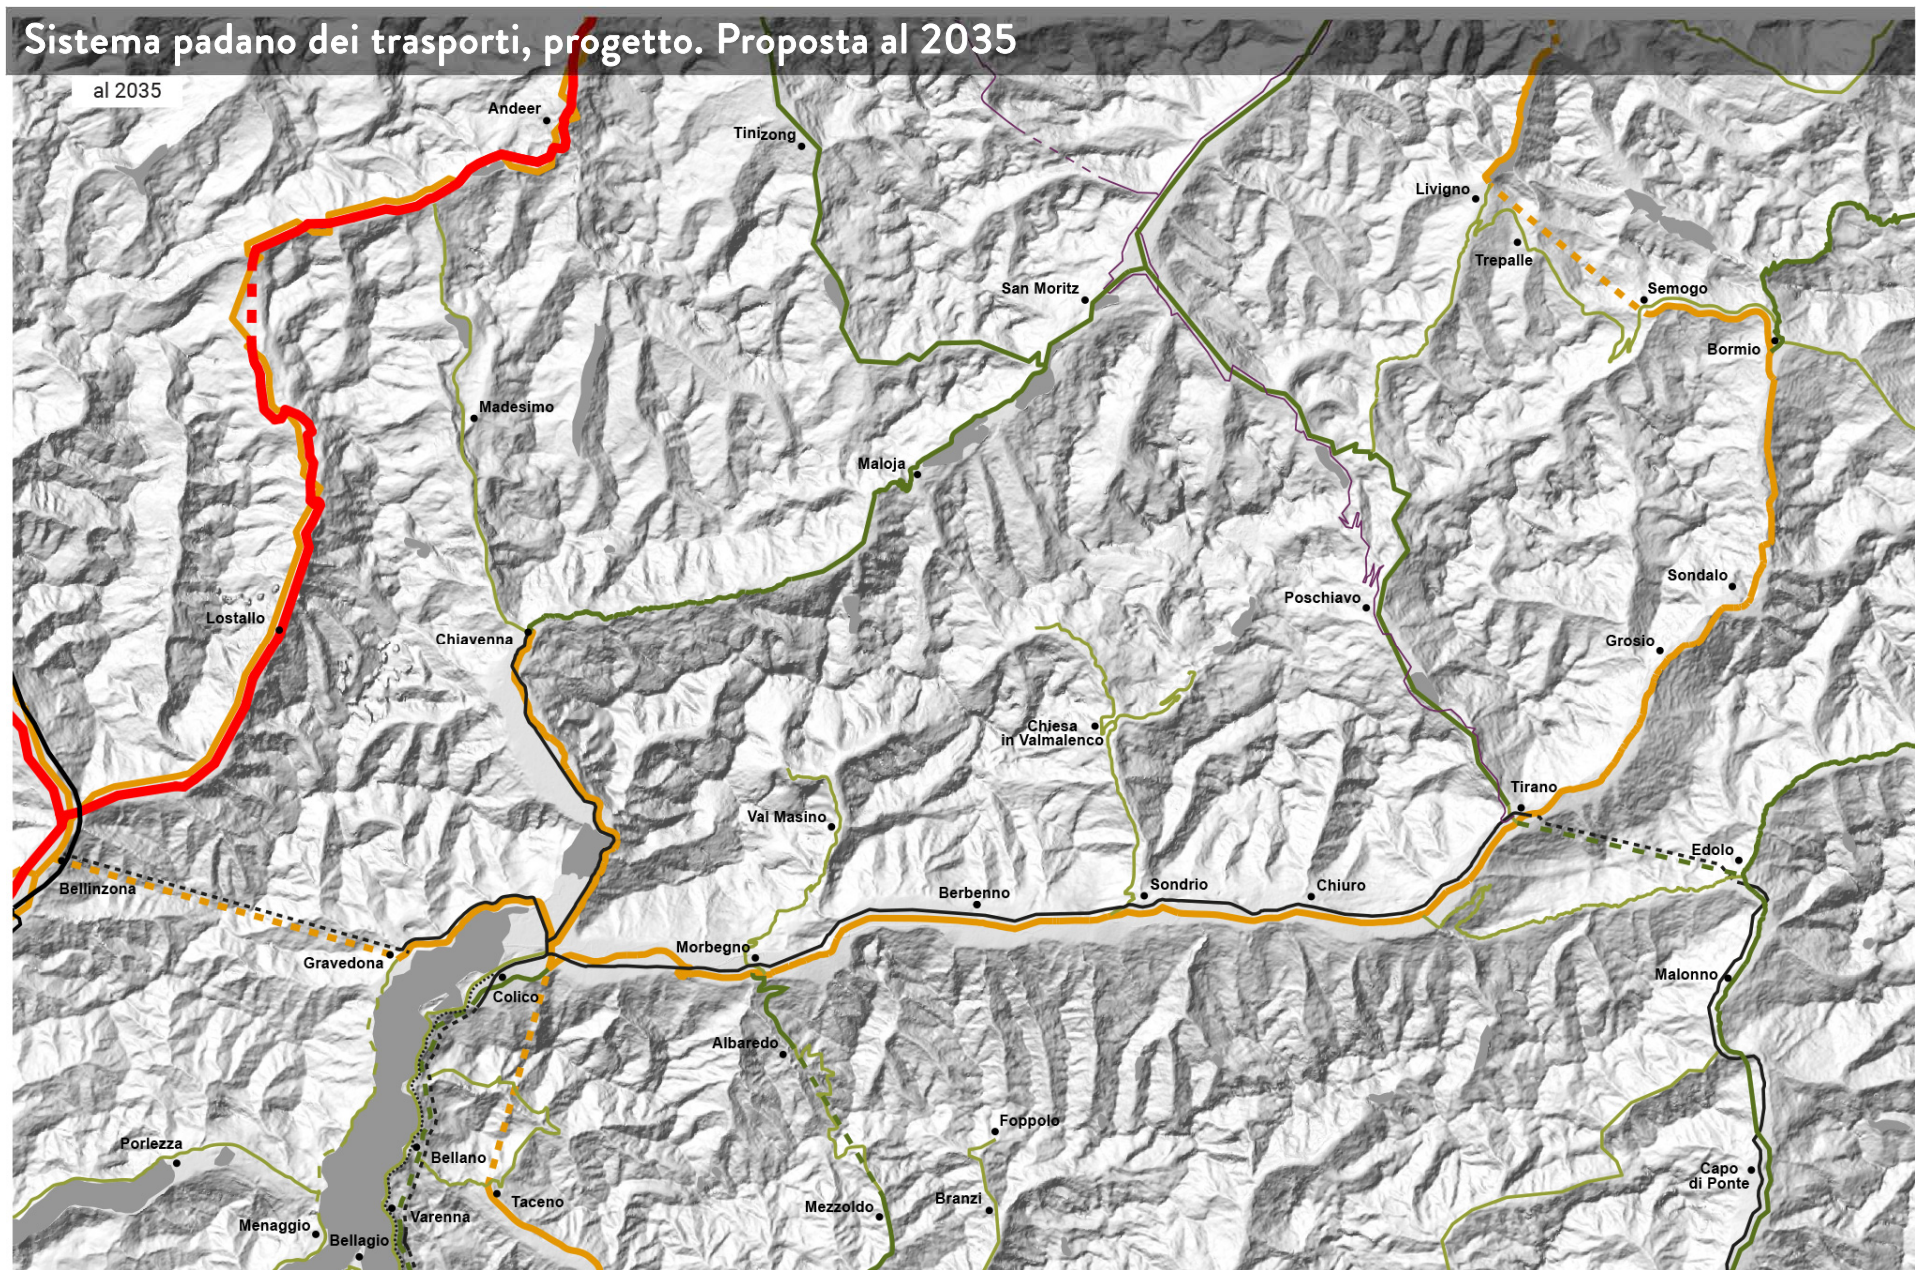 Sistema padano dei trasporti, progetto. Proposta al 2035
al 2035
Andeer
Tinizong
Livigno
Trepalle
San Moritz
Semogo
Bormio
Madesimo
Maloja
Sondalo
Poschiavo
Lostallo
Chiavenna
Grosio
Chiesa
in Valmalenco
Tirano
Val Masino
Edolo
Bellinzona
Berbenno
Sondrio
Chiuro
Gravedona
Morbegno
Malonno
Colico
Albaredo
Foppolo
Porlezza
Bellano
Capo
di Ponte
Taceno
Mezzoldo
Branzi
Varenna
Menaggio
Bellagio